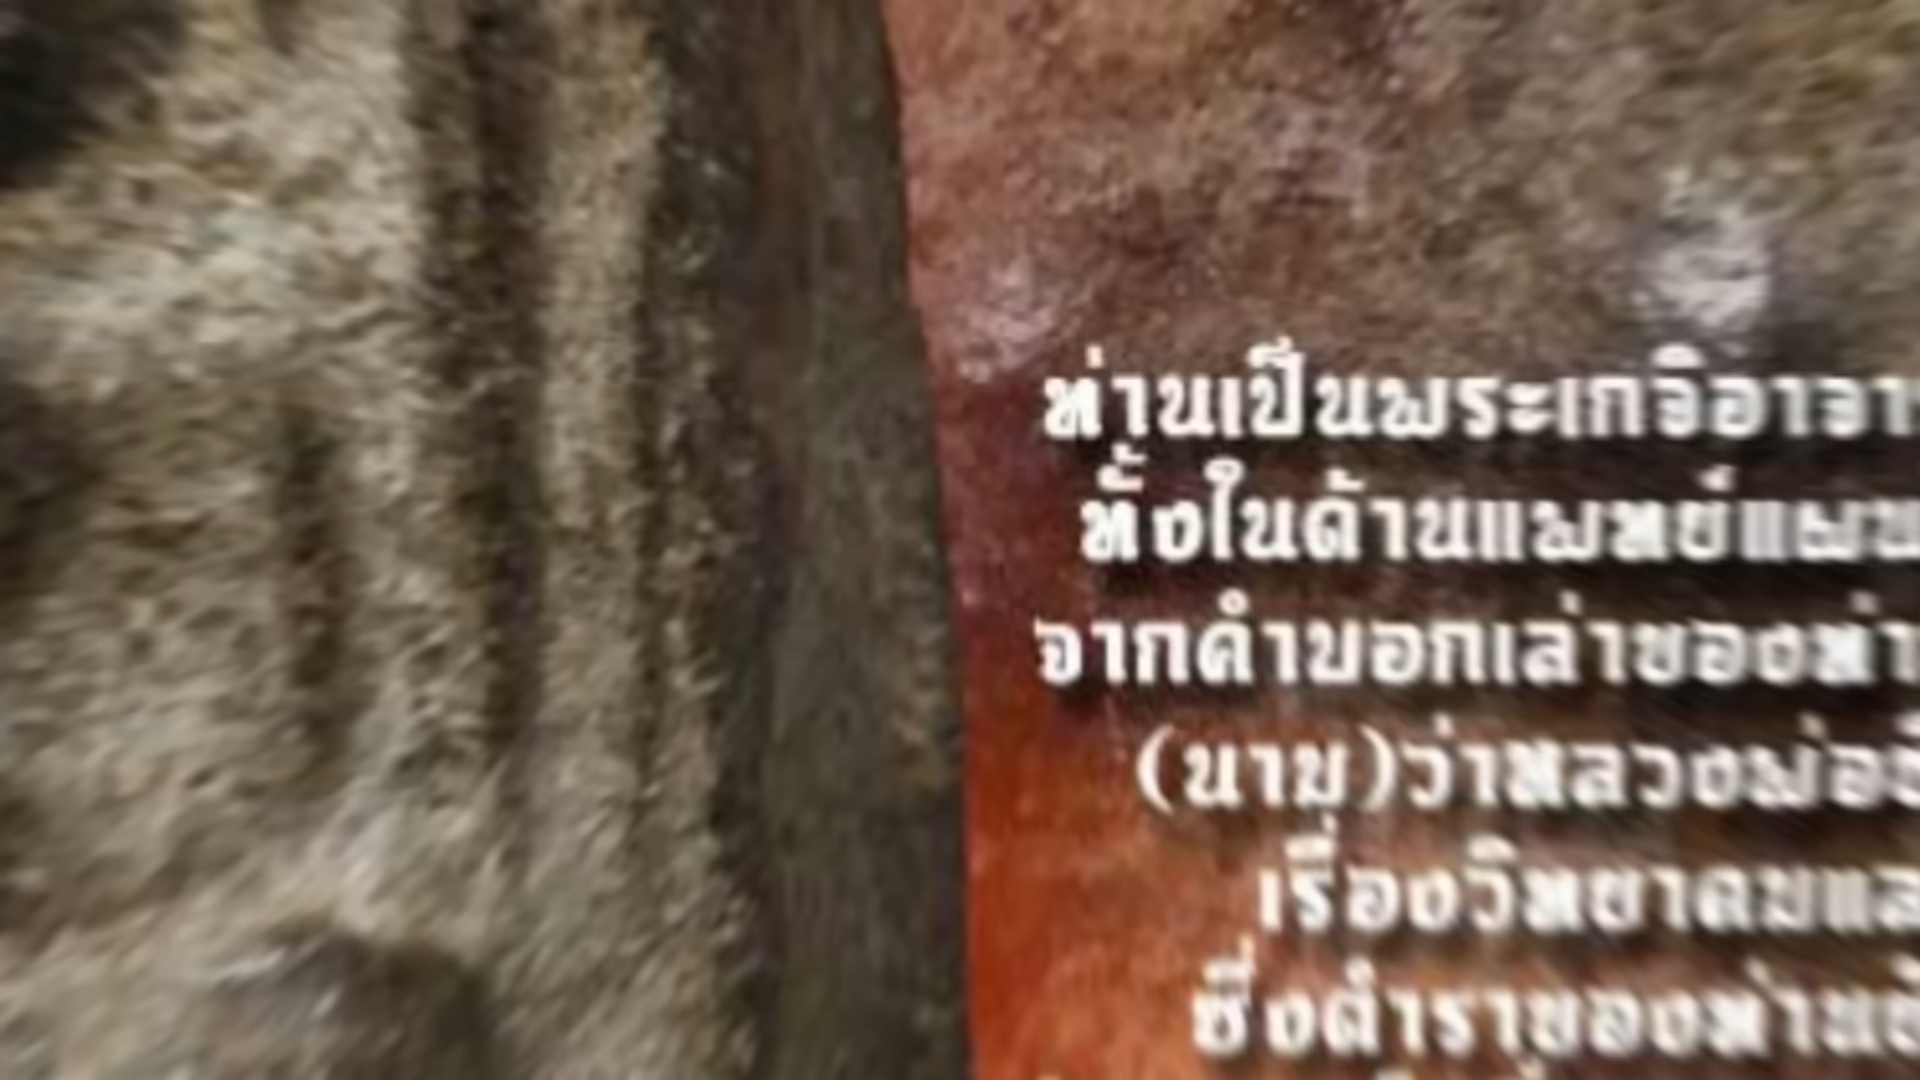 ท่านเป็นพระเกจิอาจาร
ทั้งในด้านแพทย์แผน
จากคำบอกเล่าของท่า
(นาม)ว่าหลวงพ่อ
เรื่องวิทยาคมแล
ซึ่งตำราของท่าน